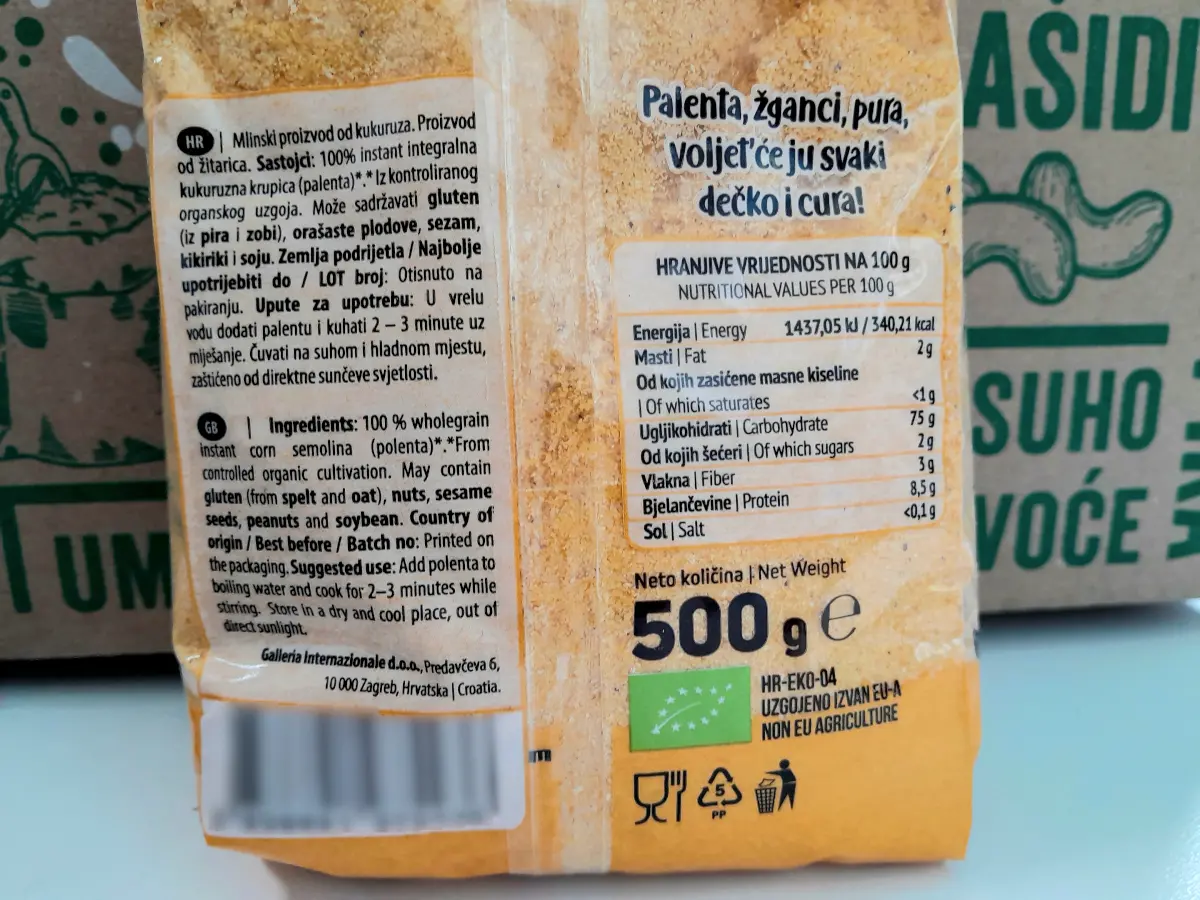 HR | Mlinski proizvod od kukuruza. Proizvod
od žitarica. Sastojci: 100% instant integralna
kukuruzna krupica (palenta)*.* Iz kontroliranog
organskog uzgoja. Može sadržavati gluten
(iz pira i zobi), orašaste plodove, sezam,
kikiriki i soju. Zemlja podrijetla / Najbolje
upotrijebiti do / LOT broj: Otisnuto na
pakiranju. Upute za upotrebu: U vrelu
vodu dodati palentu i kuhati 2 – 3 minute uz
miješanje. Čuvati na suhom i hladnom mjestu,
zaštićeno od direktne sunčeve svjetlosti.
GB | Ingredients: 100 % wholegrain
instant corn semolina (polenta)*.*From
controlled organic cultivation. May contain
gluten (from spelt and oat), nuts, sesame
seeds, peanuts and soybean. Country of
origin / Best before / Batch no: Printed on
the packaging. Suggested use: Add polenta to
boiling water and cook for 2–3 minutes while
stirring. Store in a dry and cool place, out of
direct sunlight.
Galleria Internazionale d.o.o., Predavčeva 6,
10 000 Zagreb, Hrvatska | Croatia.
Palenta, žganci, pura,
voljet'će ju svaki
dečko i cura!
HRANJIVE VRIJEDNOSTI NA 100 g
NUTRITIONAL VALUES PER 100 g
Energija | Energy 1437,05 kJ / 340,21 kcal
Masti | Fat 2 g
Od kojih zasićene masne kiseline
| Of which saturates <1 g
Ugljikohidrati | Carbohydrate 75 g
Od kojih šećeri | Of which sugars 2 g
Vlakna | Fiber 3 g
Bjelančevine | Protein 8,5 g
Sol | Salt <0,1 g
Neto količina | Net Weight
500 g e
HR-EKO-04
UZGOJENO IZVAN EU-A
NON EU AGRICULTURE
5
PP
AŠIDI
SUHO
VOĆE
UM